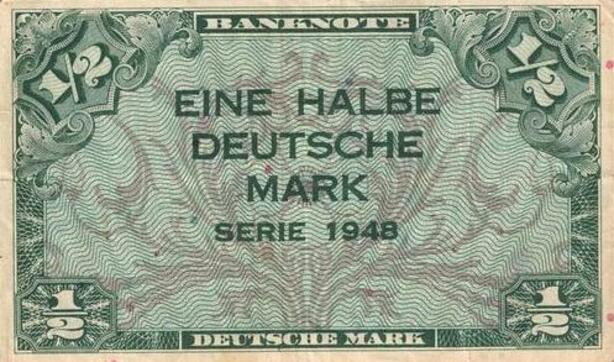 BANKNOTE
1/2 1/2
EINE HALBE
DEUTSCHE
MARK
SERIE 1948
1/2 1/2
DEUTSCHE MARK